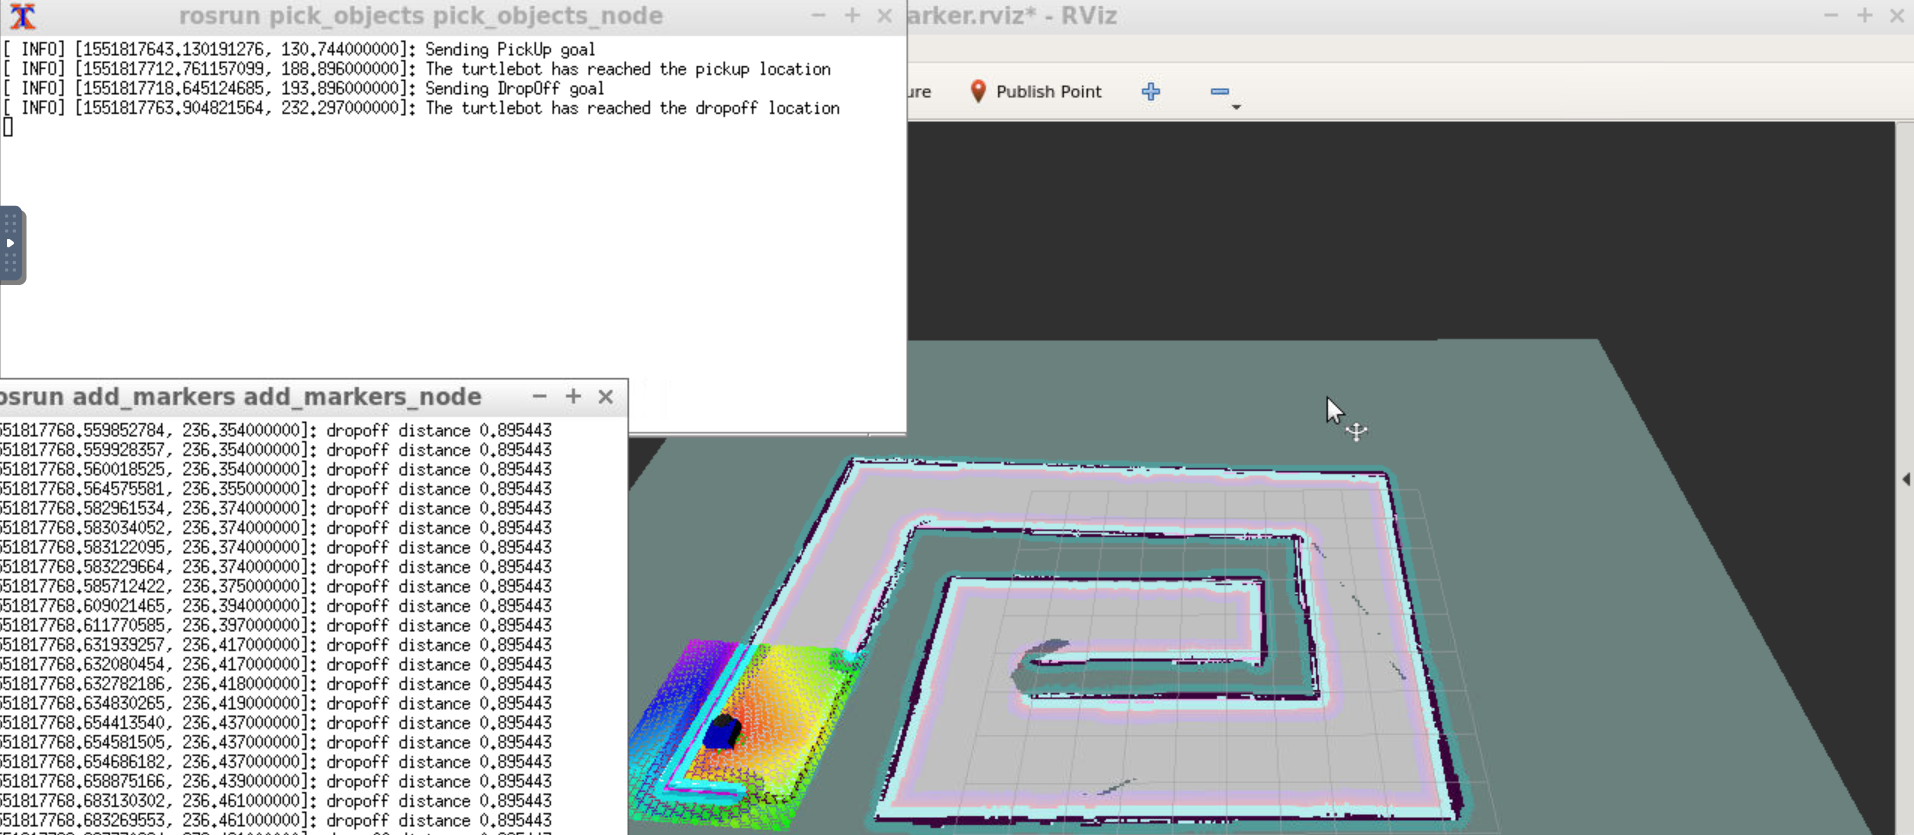 rosrun pick_objects pick_objects_node
arker.rviz* - RViz
[ INFO] [1551817643.130191276, 130.744000000]: Sending PickUp goal
[ INFO] [1551817712.761157099, 188.896000000]: The turtlebot has reached the pickup location
[ INFO] [1551817718.645124685, 193.896000000]: Sending DropOff goal
[ INFO] [1551817763.904821564, 232.297000000]: The turtlebot has reached the dropoff location
ure
Publish Point
osrun add_markers add_markers_node
551817768.559852784, 236.354000000]: dropoff distance 0.895443
551817768.559928357, 236.354000000]: dropoff distance 0.895443
551817768.560018525, 236.354000000]: dropoff distance 0.895443
551817768.564575581, 236.355000000]: dropoff distance 0.895443
551817768.582961534, 236.374000000]: dropoff distance 0.895443
551817768.583034052, 236.374000000]: dropoff distance 0.895443
551817768.583122095, 236.374000000]: dropoff distance 0.895443
551817768.583229664, 236.374000000]: dropoff distance 0.895443
551817768.585712422, 236.375000000]: dropoff distance 0.895443
551817768.609021465, 236.394000000]: dropoff distance 0.895443
551817768.611770585, 236.397000000]: dropoff distance 0.895443
551817768.631939257, 236.417000000]: dropoff distance 0.895443
551817768.632080454, 236.417000000]: dropoff distance 0.895443
551817768.632782186, 236.418000000]: dropoff distance 0.895443
551817768.634830265, 236.419000000]: dropoff distance 0.895443
551817768.654413540, 236.437000000]: dropoff distance 0.895443
551817768.654581505, 236.437000000]: dropoff distance 0.895443
551817768.654686182, 236.437000000]: dropoff distance 0.895443
551817768.658875166, 236.439000000]: dropoff distance 0.895443
551817768.683130302, 236.461000000]: dropoff distance 0.895443
551817768.683269553, 236.461000000]: dropoff distance 0.895443